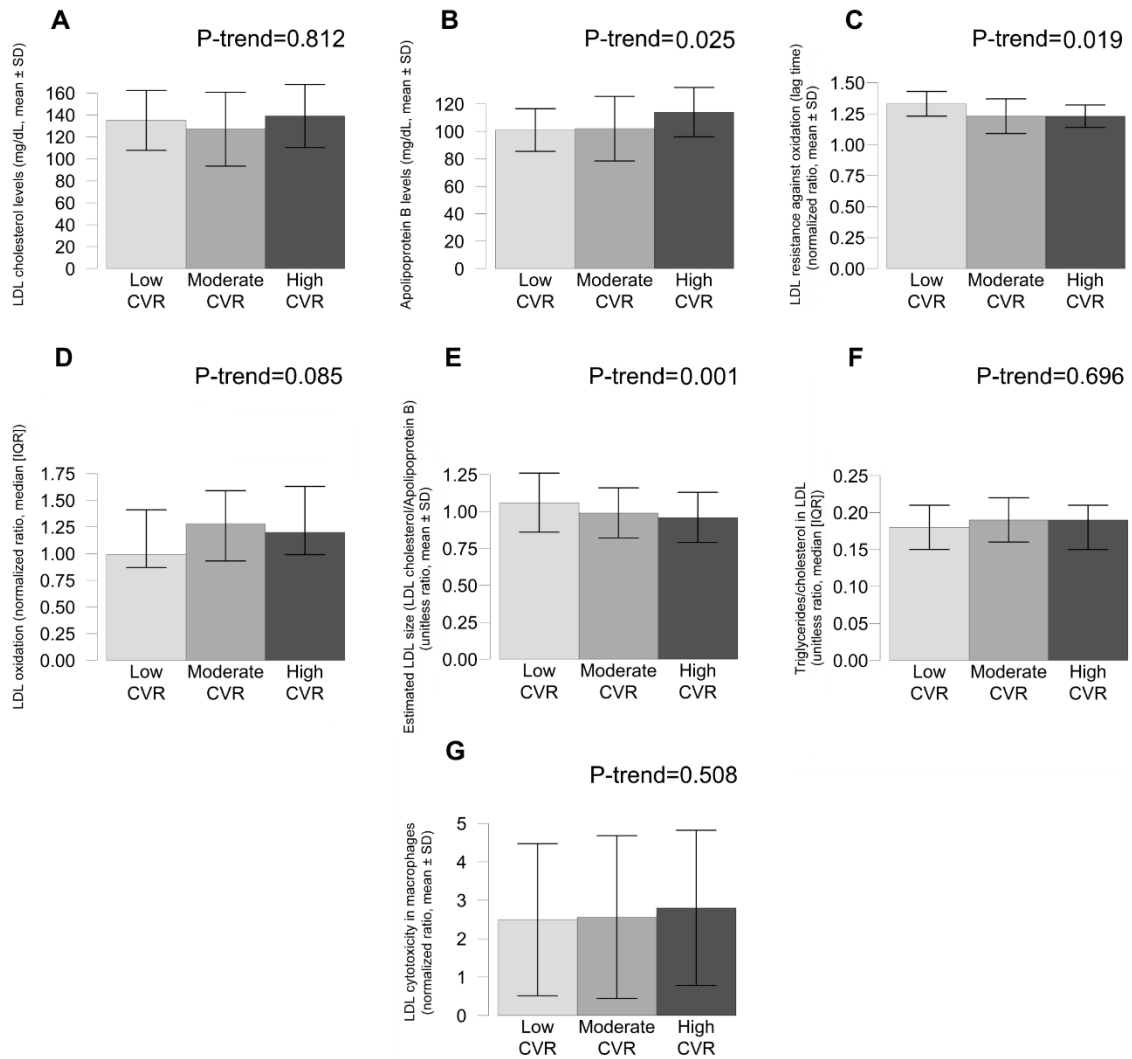 A
P-trend=0.812
LDL cholesterol levels (mg/dL, mean ± SD)
160
140
120
100
80
60
40
20
0
Low
CVR
Moderate
CVR
High
CVR
B
P-trend=0.025
Apolipoprotein B levels (mg/dL, mean ± SD)
120
100
80
60
40
20
0
Low
CVR
Moderate
CVR
High
CVR
C
P-trend=0.019
LDL resistance against oxidation (lag time)
(normalized ratio, mean ± SD)
1.50
1.25
1.00
0.75
0.50
0.25
0.00
Low
CVR
Moderate
CVR
High
CVR
D
P-trend=0.085
LDL oxidation (normalized ratio, median [IQR])
1.75
1.50
1.25
1.00
0.75
0.50
0.25
0.00
Low
CVR
Moderate
CVR
High
CVR
E
P-trend=0.001
Estimated LDL size (LDL cholesterol/Apolipoprotein B)
(unitless ratio, mean ± SD)
1.25
1.00
0.75
0.50
0.25
0.00
Low
CVR
Moderate
CVR
High
CVR
F
P-trend=0.696
Triglycerides/cholesterol in LDL
(unitless ratio, median [IQR])
0.25
0.20
0.15
0.10
0.05
0.00
Low
CVR
Moderate
CVR
High
CVR
G
P-trend=0.508
LDL cytotoxicity in macrophages
(normalized ratio, mean ± SD)
5
4
3
2
1
0
Low
CVR
Moderate
CVR
High
CVR